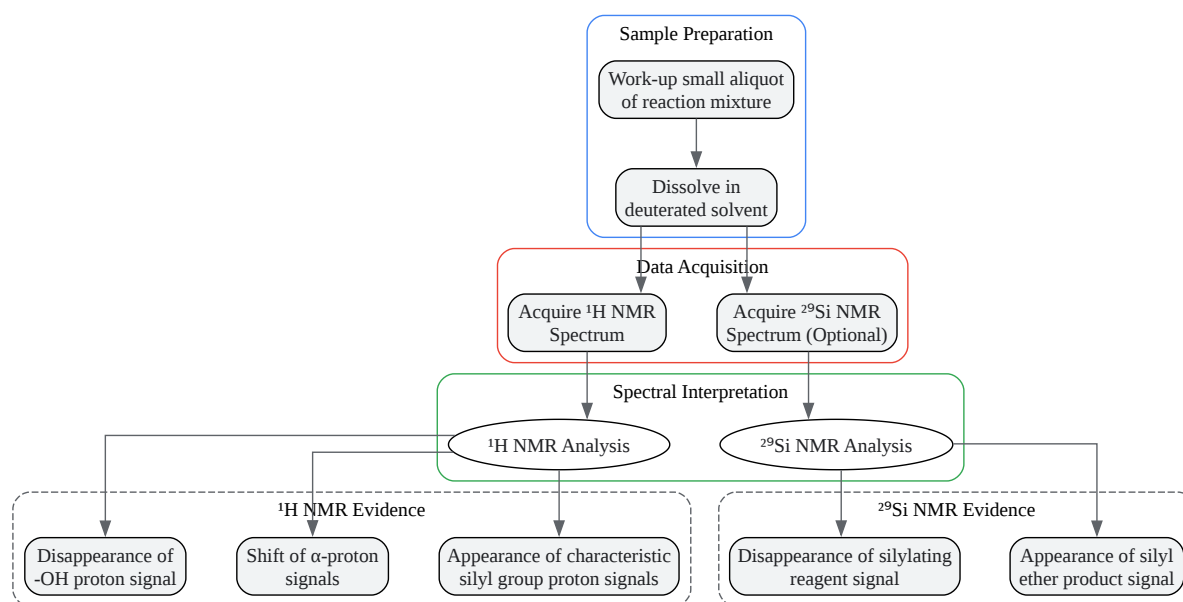 Sample Preparation
Work-up small aliquot
of reaction mixture
Dissolve in
deuterated solvent
Data Acquisition
Acquire ¹H NMR
Spectrum
Acquire ²⁹Si NMR
Spectrum (Optional)
Spectral Interpretation
¹H NMR Analysis
²⁹Si NMR Analysis
¹H NMR Evidence
Disappearance of
-OH proton signal
Shift of α-proton
signals
Appearance of characteristic
silyl group proton signals
²⁹Si NMR Evidence
Disappearance of silylating
reagent signal
Appearance of silyl
ether product signal